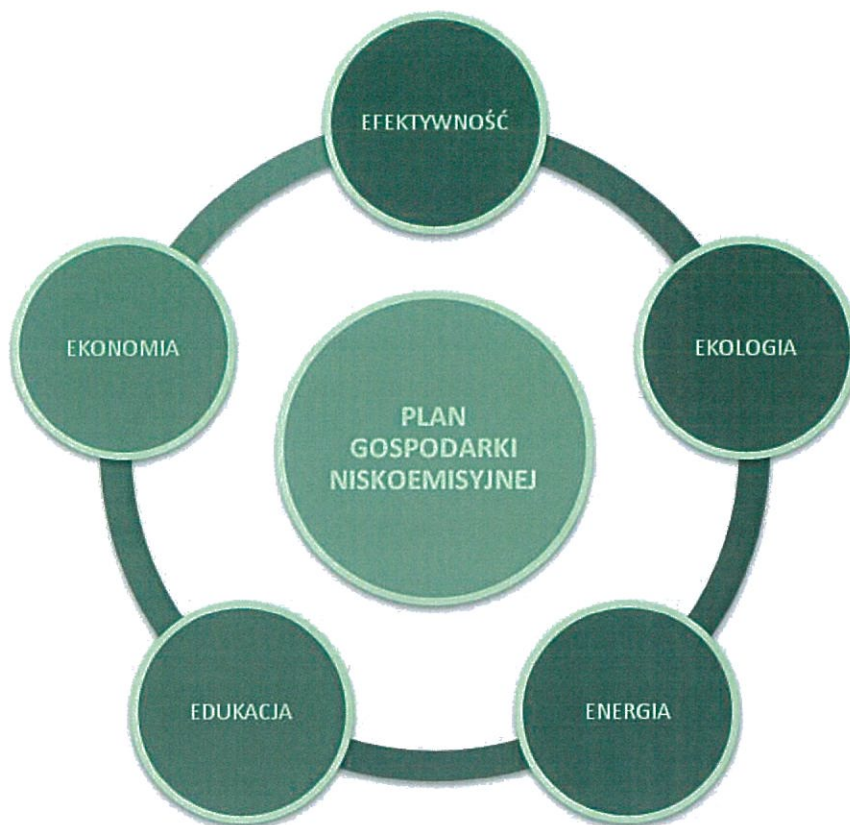 EFEKTYWNOŚĆ
EKOLOGIA
ENERGIA
EDUKACJA
EKONOMIA
PLAN
GOSPODARKI
NISKOEMISYJNEJ